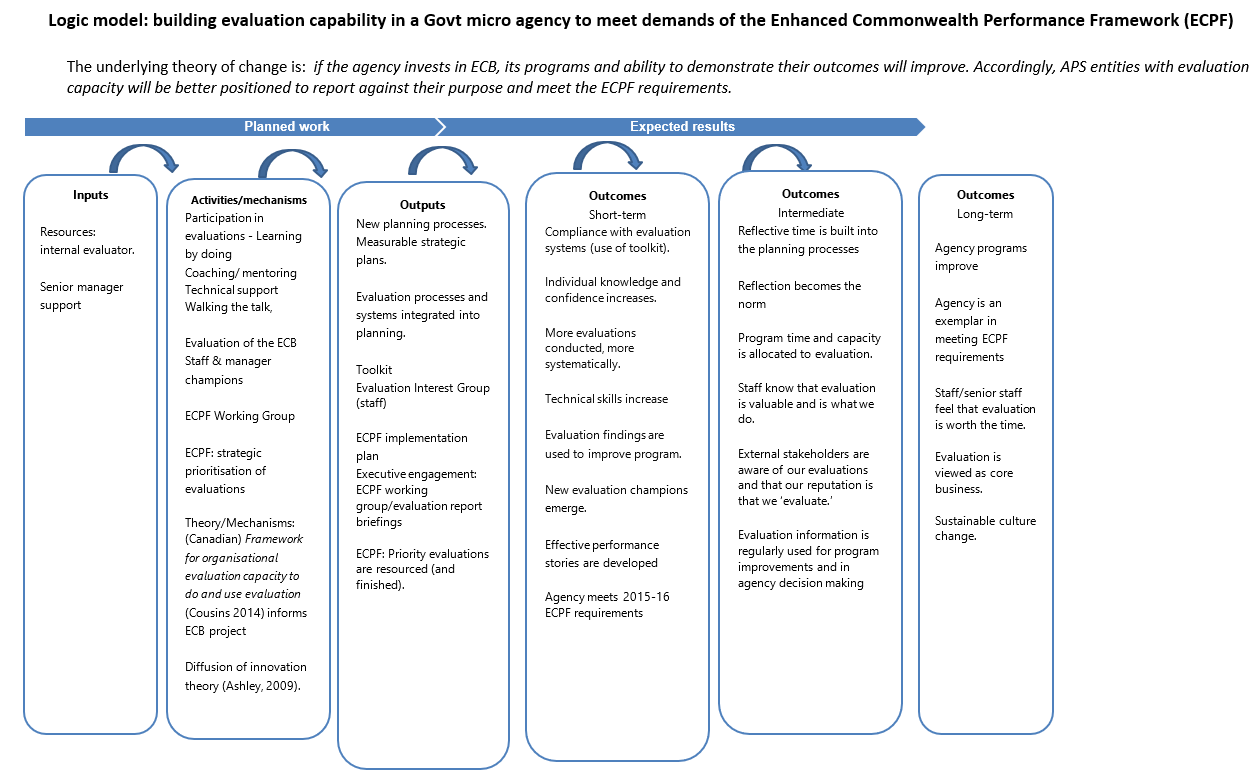 Logic model: building evaluation capability in a Govt micro agency to meet demands of the Enhanced Commonwealth Performance Framework (ECPF)
The underlying theory of change is: if the agency invests in ECB, its programs and ability to demonstrate their outcomes will improve. Accordingly, APS entities with evaluation
capacity will be better positioned to report against their purpose and meet the ECPF requirements.
Planned work
Expected results
Inputs
Resources:
internal evaluator.
Senior manager
support
Activities/mechanisms
Participation in
evaluations - Learning
by doing
Coaching/ mentoring
Technical support
Walking the talk,
Evaluation of the ECB
Staff & manager
champions
ECPF Working Group
ECPF: strategic
prioritisation of
evaluations
Theory/Mechanisms:
(Canadian) Framework
for organisational
evaluation capacity to
do and use evaluation
(Cousins 2014) informs
ECB project
Diffusion of innovation
theory (Ashley, 2009).
Outputs
New planning processes.
Measurable strategic
plans.
Evaluation processes and
systems integrated into
planning.
Toolkit
Evaluation Interest Group
(staff)
ECPF implementation
plan
Executive engagement:
ECPF working
group/evaluation report
briefings
ECPF: Priority evaluations
are resourced (and
finished).
Outcomes
Short-term
Compliance with evaluation
systems (use of toolkit).
Individual knowledge and
confidence increases.
More evaluations
conducted, more
systematically.
Technical skills increase
Evaluation findings are
used to improve program.
New evaluation champions
emerge.
Effective performance
stories are developed
Agency meets 2015-16
ECPF requirements
Outcomes
Intermediate
Reflective time is built into
the planning processes
Reflection becomes the
norm
Program time and capacity
is allocated to evaluation.
Staff know that evaluation
is valuable and is what we
do.
External stakeholders are
aware of our evaluations
and that our reputation is
that we ‘evaluate.’
Evaluation information is
regularly used for program
improvements and in
agency decision making
Outcomes
Long-term
Agency programs
improve
Agency is an
exemplar in
meeting ECPF
requirements
Staff/senior staff
feel that evaluation
is worth the time.
Evaluation is
viewed as core
business.
Sustainable culture
change.